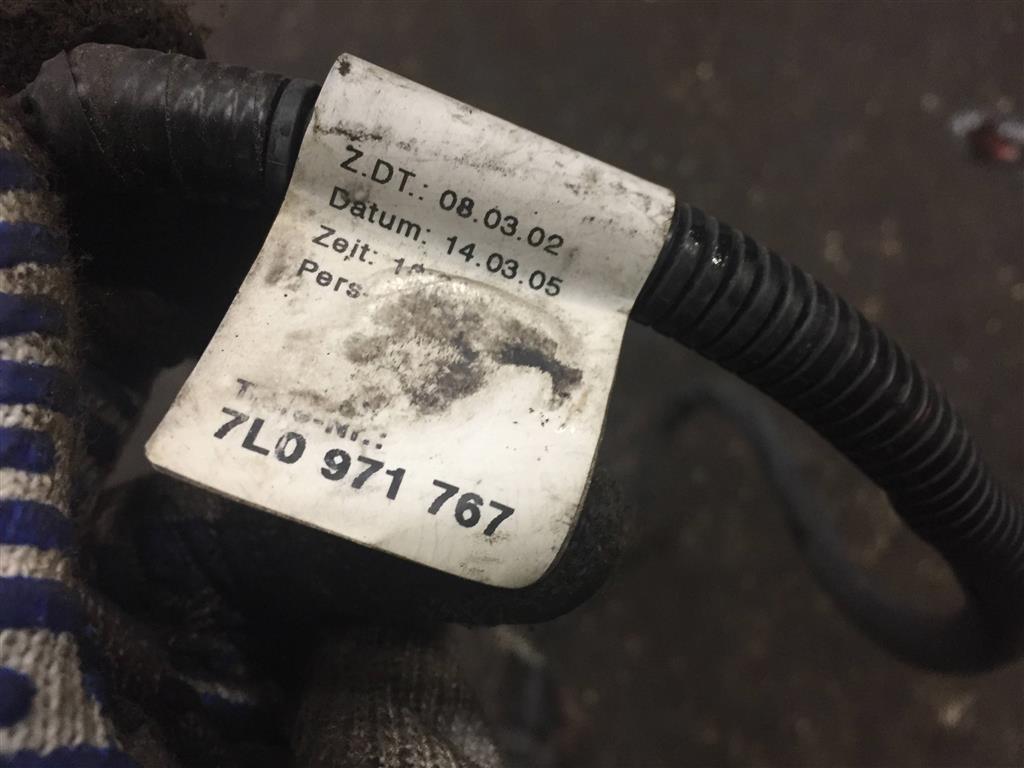 Z.DT.: 08.03.02
Datum: 14.03.05
Zeit:
Pers
7L0 971 767